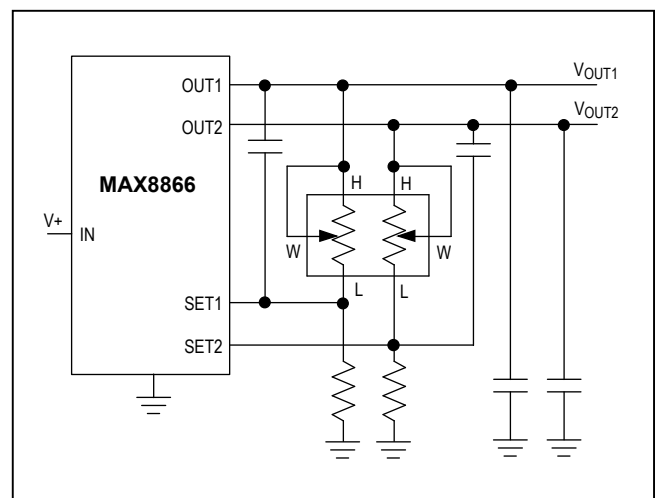 OUT1
V_OUT1
OUT2
V_OUT2
MAX8866
H
H
V+
IN
W
W
L
L
SET1
SET2